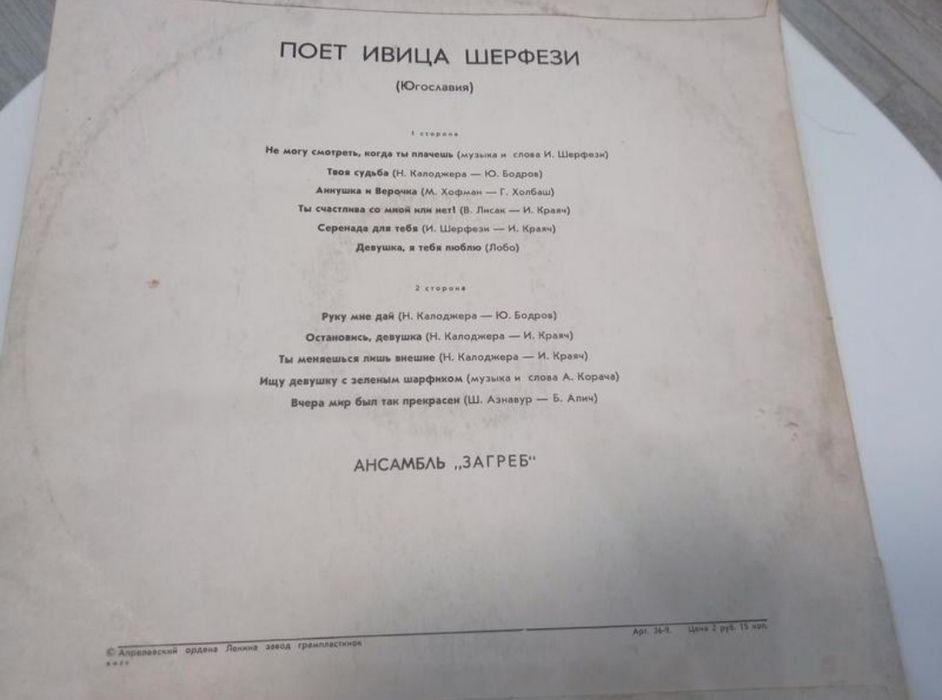 ПОЕТ ИВИЦА ШЕРФЕЗИ
(Югославия)
1 сторона
Не могу смотреть, когда ты плачешь (музыка и слова И. Шерфези)
Твоя судьба (Н. Калоджера — Ю. Бодров)
Аннушка и Верочка (М. Хофман — Г. Холбаш)
Ты счастлива со мной или нет! (В. Лисак — И. Краяч)
Серенада для тебя (И. Шерфези — И. Краяч)
Девушка, я тебя люблю (Лобо)
2 сторона
Руку мне дай (Н. Калоджера — Ю. Бодров)
Остановись, девушка (Н. Калоджера — И. Краяч)
Ты меняешься лишь внешне (Н. Калоджера — И. Краяч)
Ищу девушку с зеленым шарфиком (музыка и слова А. Корача)
Вчера мир был так прекрасен (Ш. Азнавур — Б. Апич)
АНСАМБЛЬ „ЗАГРЕБ“
© Апрелевский ордена Ленина завод грампластинок
Арт. 36-9. Цена 2 руб. 15 коп.